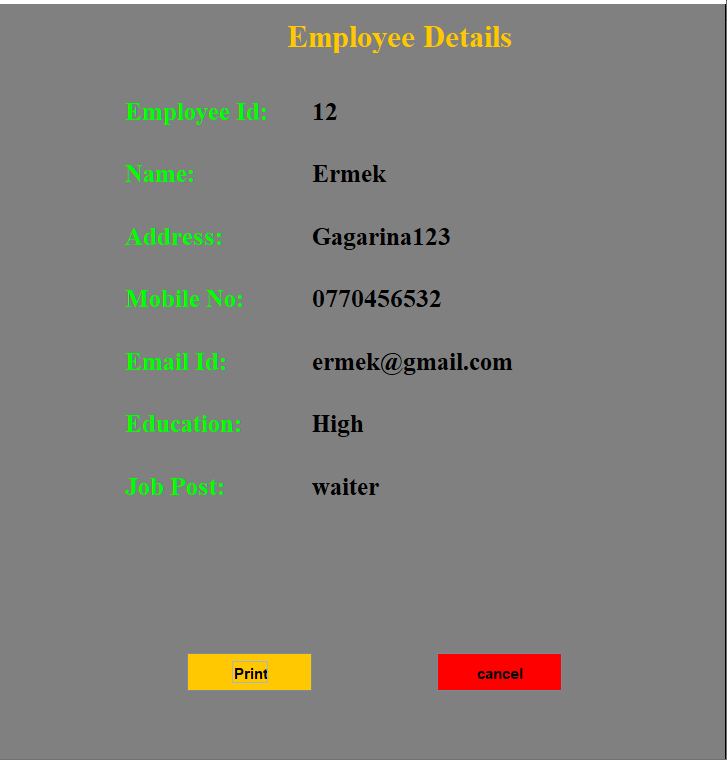 Employee Details
Employee Id: 12
Name: Ermek
Address: Gagarina123
Mobile No: 0770456532
Email Id: ermek@gmail.com
Education: High
Job Post: waiter
Print cancel